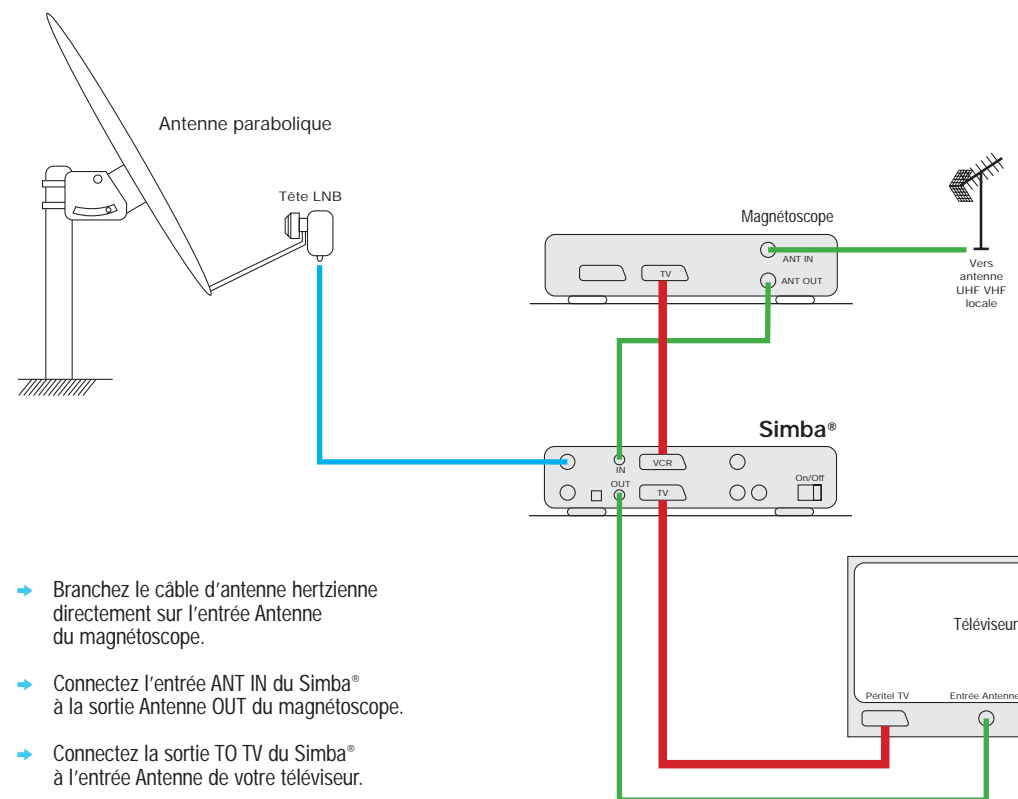 Antenne parabolique
Tête LNB
Magnétoscope
ANT IN
TV
ANT OUT
Vers
antenne
UHF VHF
locale
Simba®
IN
VCR
On/Off
OUT
TV
Téléviseur
Péritel TV
Entrée Antenne
Branchez le câble d'antenne hertzienne
directement sur l'entrée Antenne
du magnétoscope.
Connectez l'entrée ANT IN du Simba®
à la sortie Antenne OUT du magnétoscope.
Connectez la sortie TO TV du Simba®
à l'entrée Antenne de votre téléviseur.